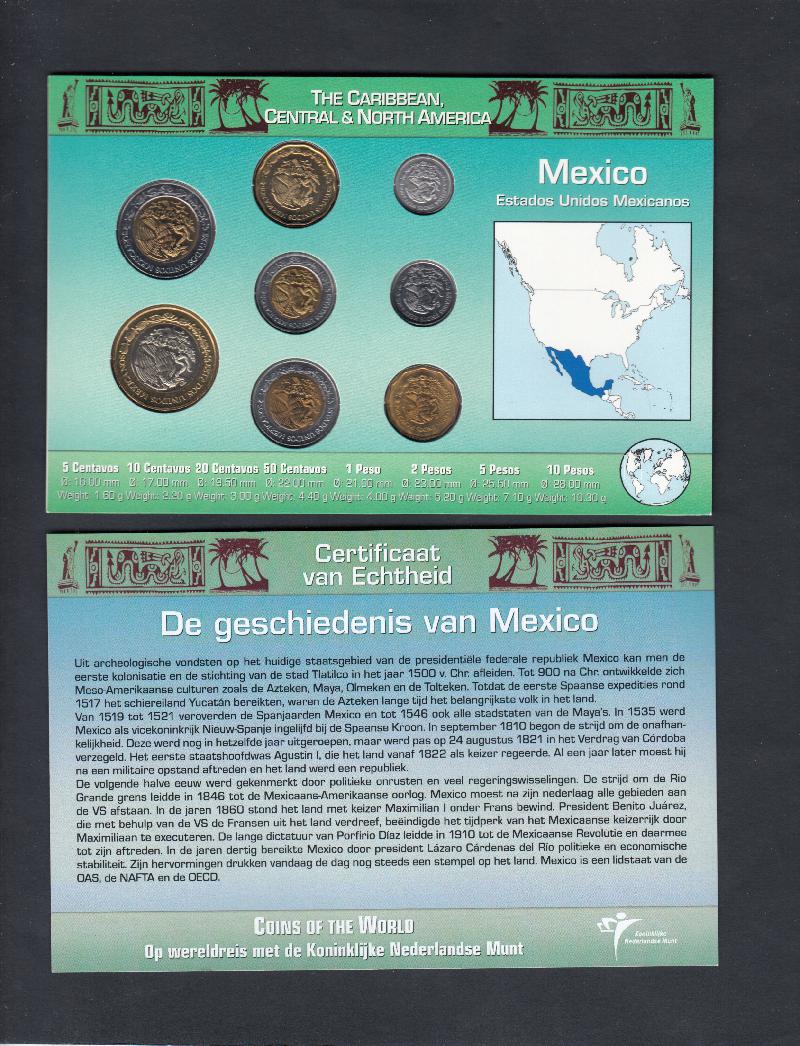 THE CARIBBEAN,
CENTRAL & NORTH AMERICA
Mexico
Estados Unidos Mexicanos
5 Centavos 10 Centavos 20 Centavos 50 Centavos 1 Peso 2 Pesos 5 Pesos 10 Pesos
Ø: 16.00 mm Ø: 17.00 mm Ø: 19.50 mm Ø: 22.00 mm Ø: 21.00 mm Ø: 23.00 mm Ø: 25.50 mm Ø: 28.00 mm
Weight: 1.60 g Weight: 2.20 g Weight: 3.00 g Weight: 4.40 g Weight: 4.00 g Weight: 5.20 g Weight: 7.10 g Weight: 10.30 g
Certificaat
van Echtheid
De geschiedenis van Mexico
Uit archeologische vondsten op het huidige staatsgebied van de presidentiële federale republiek Mexico kan men de
eerste kolonisatie en de stichting van de stad Tlatilco in het jaar 1500 v. Chr. afleiden. Tot 900 na Chr. ontwikkelde zich
Meso-Amerikaanse culturen zoals de Azteken, Maya, Olmeken en de Tolteken. Totdat de eerste Spaanse expedities rond
1517 het schiereiland Yucatán bereikten, waren de Azteken lange tijd het belangrijkste volk in het land.
Van 1519 tot 1521 veroverden de Spanjaarden Mexico en tot 1546 ook alle stadstaten van de Maya's. In 1535 werd
Mexico als vicekoninkrijk Nieuw-Spanje ingelijfd bij de Spaanse Kroon. In september 1810 begon de strijd om de onafhan-
kelijkheid. Deze werd nog in hetzelfde jaar uitgeroepen, maar werd pas op 24 augustus 1821 in het Verdrag van Córdoba
verzegeld. Het eerste staatshoofdwas Agustín I, die het land vanaf 1822 als keizer regeerde. Al een jaar later moest hij
na een militaire opstand aftreden en het land werd een republiek.
De volgende halve eeuw werd gekenmerkt door politieke onrusten en veel regeringswisselingen. De strijd om de Rio
Grande grens leidde in 1846 tot de Mexicaans-Amerikaanse oorlog. Mexico moest na zijn nederlaag alle gebieden aan
de VS afstaan. In de jaren 1860 stond het land met keizer Maximilian I onder Frans bewind. President Benito Juárez,
die met behulp van de VS de Fransen uit het land verdreef, beëindigde het tijdperk van het Mexicaanse keizerrijk door
Maximiliaan te executeren. De lange dictatuur van Porfirio Díaz leidde in 1910 tot de Mexicaanse Revolutie en daarmee
tot zijn aftreden. In de jaren dertig bereikte Mexico door president Lázaro Cárdenas del Río politieke en economische
stabiliteit. Zijn hervormingen drukken vandaag de dag nog steeds een stempel op het land. Mexico is een lidstaat van de
OAS, de NAFTA en de OECD.
COINS OF THE WORLD
Op wereldreis met de Koninklijke Nederlandse Munt
Koninklijke
Nederlandse Munt